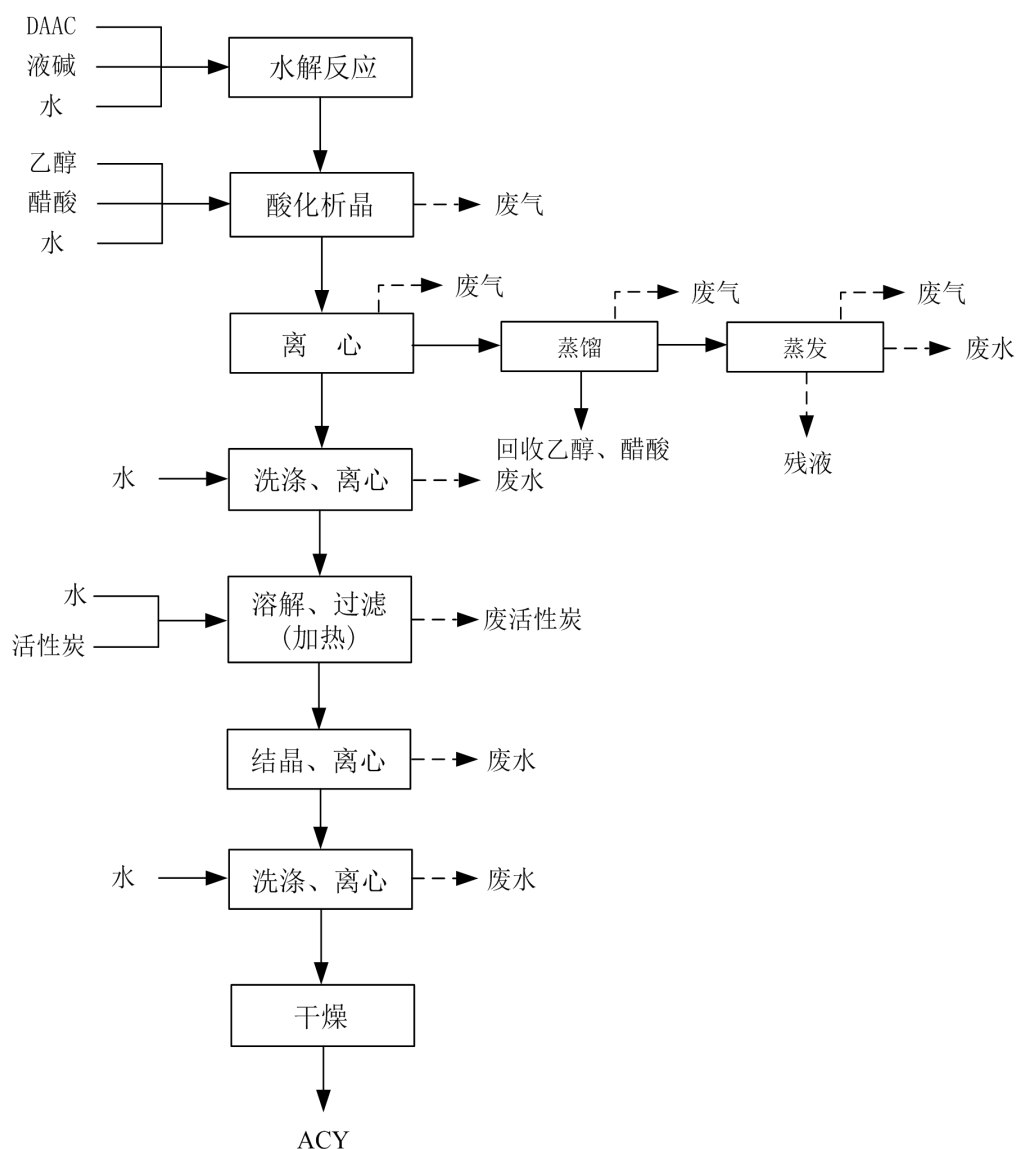 DAAC
液碱
水
水解反应
乙醇
醋酸
水
酸化析晶
废气
离 心
废气
蒸馏
废气
蒸发
废气
废水
回收乙醇、醋酸
残液
水
洗涤、离心
废水
水
活性炭
溶解、过滤
(加热)
废活性炭
结晶、离心
废水
水
洗涤、离心
废水
干燥
ACY